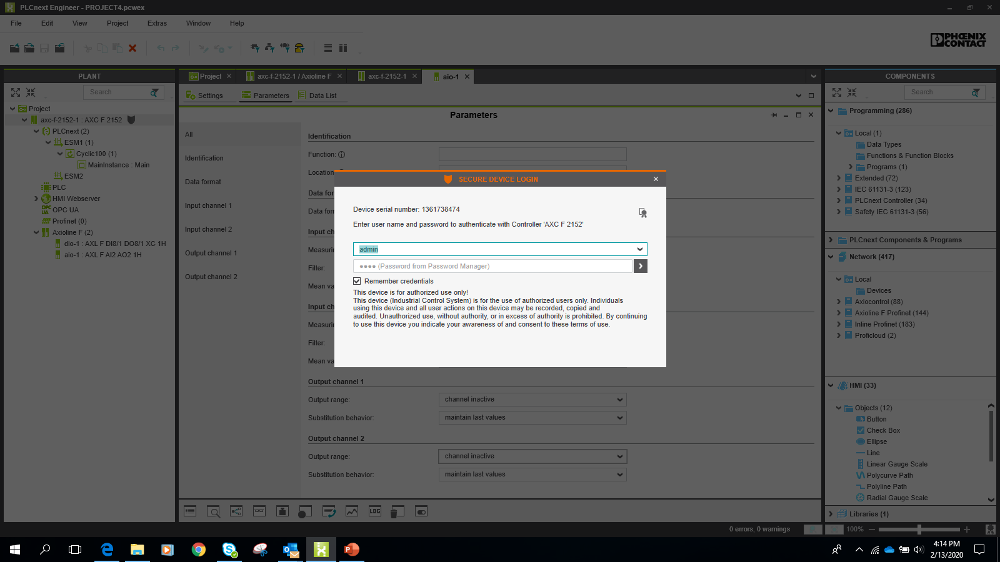 PLCnext Engineer - PROJECT4.pcwex
File Edit View Project Extras Window Help
PHŒNIX
CONTACT
PLANT
Search
Project
axc-f-2152-1 : AXC F 2152
PLCnext (2)
ESM1 (1)
Cyclic100 (1)
MainInstance : Main
ESM2
PLC
HMI Webserver
OPC UA
Profinet (0)
Axioline F (2)
dio-1 : AXL F DI8/1 DO8/1 XC 1H
aio-1 : AXL F AI2 AO2 1H
Project axc-f-2152-1 / Axioline F axc-f-2152-1 aio-1
Settings Parameters Data List
Parameters
All
Identification
Data format
Input channel 1
Input channel 2
Output channel 1
Output channel 2
Identification
Function:
Location
Data for
Data for
Input ch
Measuri
Filter:
Mean va
Input ch
Measuri
Filter:
Mean va
Output channel 1
Output range: channel inactive
Substitution behavior: maintain last values
Output channel 2
Output range: channel inactive
Substitution behavior: maintain last values
SECURE DEVICE LOGIN
Device serial number: 1361738474
Enter user name and password to authenticate with Controller 'AXC F 2152'
admin
●●●● (Password from Password Manager)
Remember credentials
This device is for authorized use only!
This device (Industrial Control System) is for the use of authorized users only. Individuals
using this device and all user actions on this device may be recorded, copied and
audited. Unauthorized use, without authority, or in excess of authority is prohibited. By continuing
to use this device you indicate your awareness of and consent to these terms of use.
COMPONENTS
Search
Programming (286)
Local (1)
Data Types
Functions & Function Blocks
Programs (1)
Extended (72)
IEC 61131-3 (123)
PLCnext Controller (34)
Safety IEC 61131-3 (56)
PLCnext Components & Programs
Network (417)
Local
Devices
Axiocontrol (88)
Axioline F Profinet (144)
Inline Profinet (183)
Proficloud (2)
HMI (33)
Objects (12)
Button
Check Box
Ellipse
Line
Linear Gauge Scale
Polycurve Path
Polyline Path
Radial Gauge Scale
Libraries (1)
LOG
0 errors, 0 warnings
100%
4:14 PM
2/13/2020